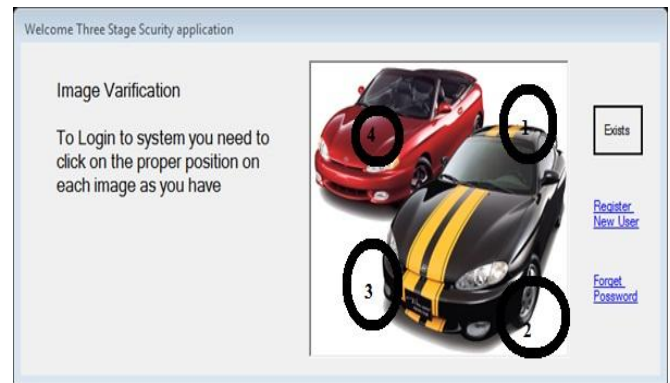 Welcome Three Stage Scurity application
Image Varification
To Login to system you need to
click on the proper position on
each image as you have
1
4
3
2
Exists
Register
New User
Forget
Possword